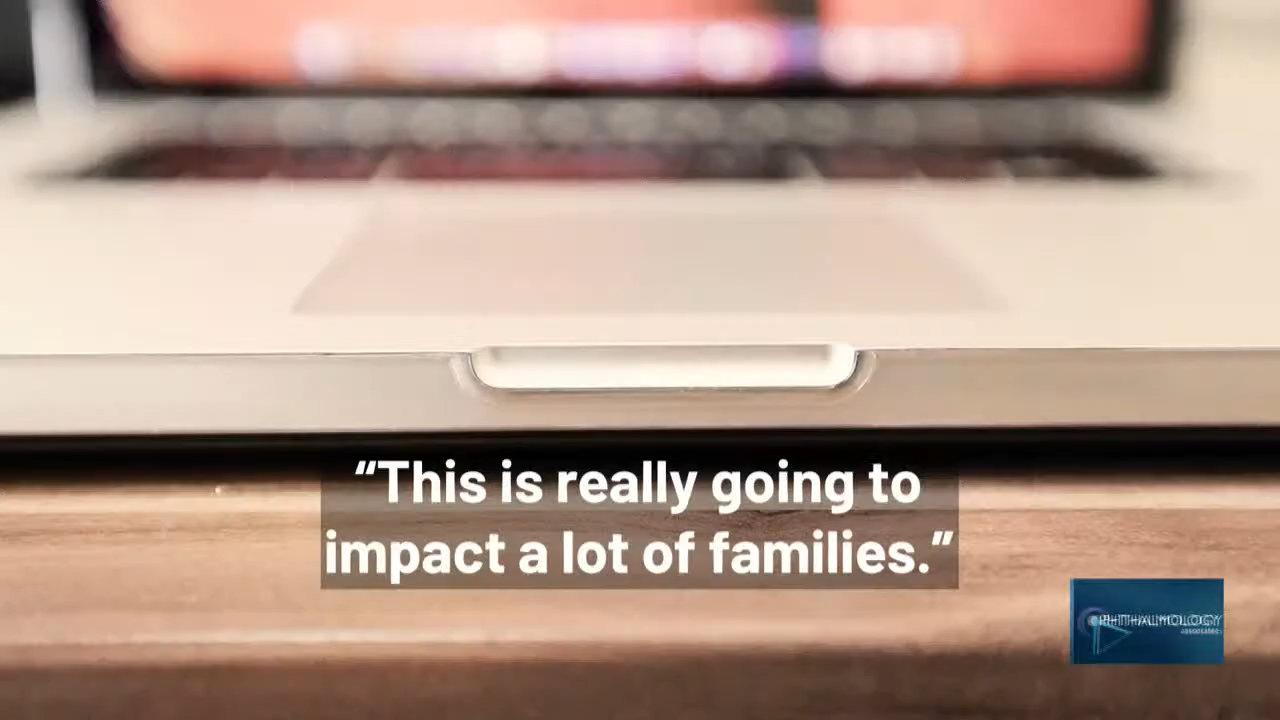 “This is really going to
impact a lot of families.”